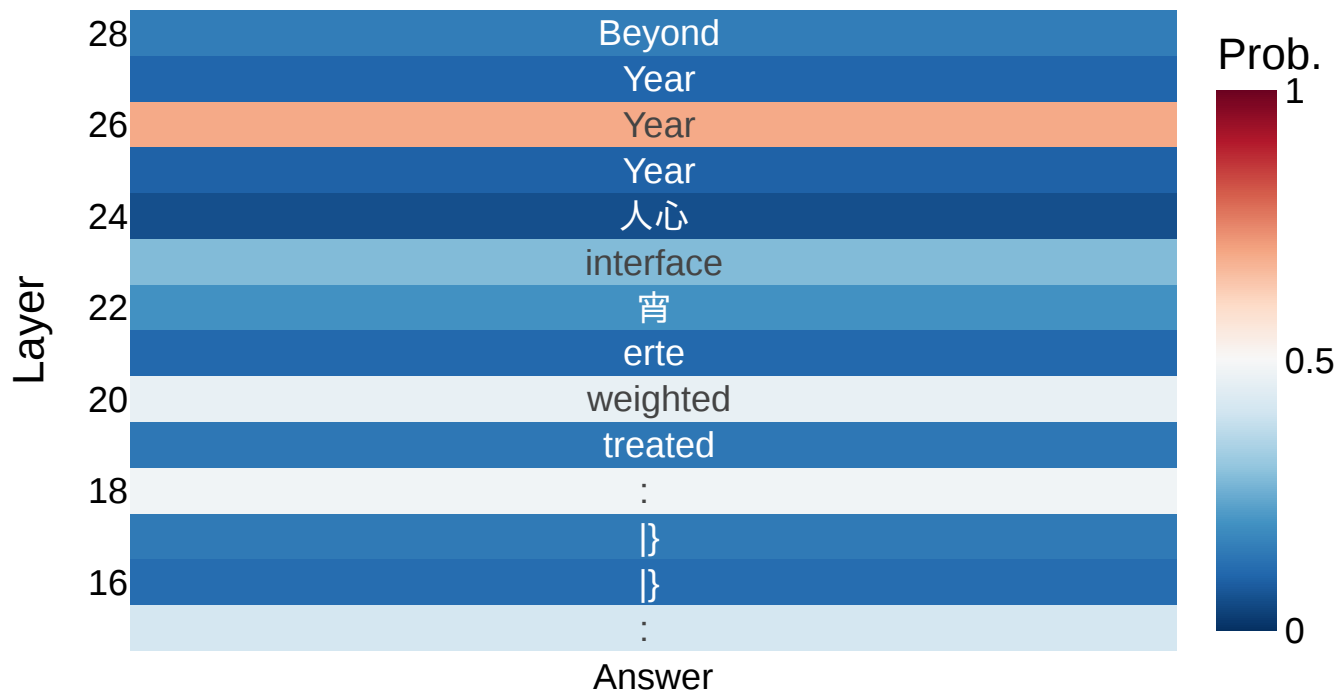 28 Beyond
Year
26 Year
Year
24 人心
interface
22 宵
erte
20 weighted
treated
18 :
|}
16 |}
:
Layer
Answer
Prob.
1
0.5
0